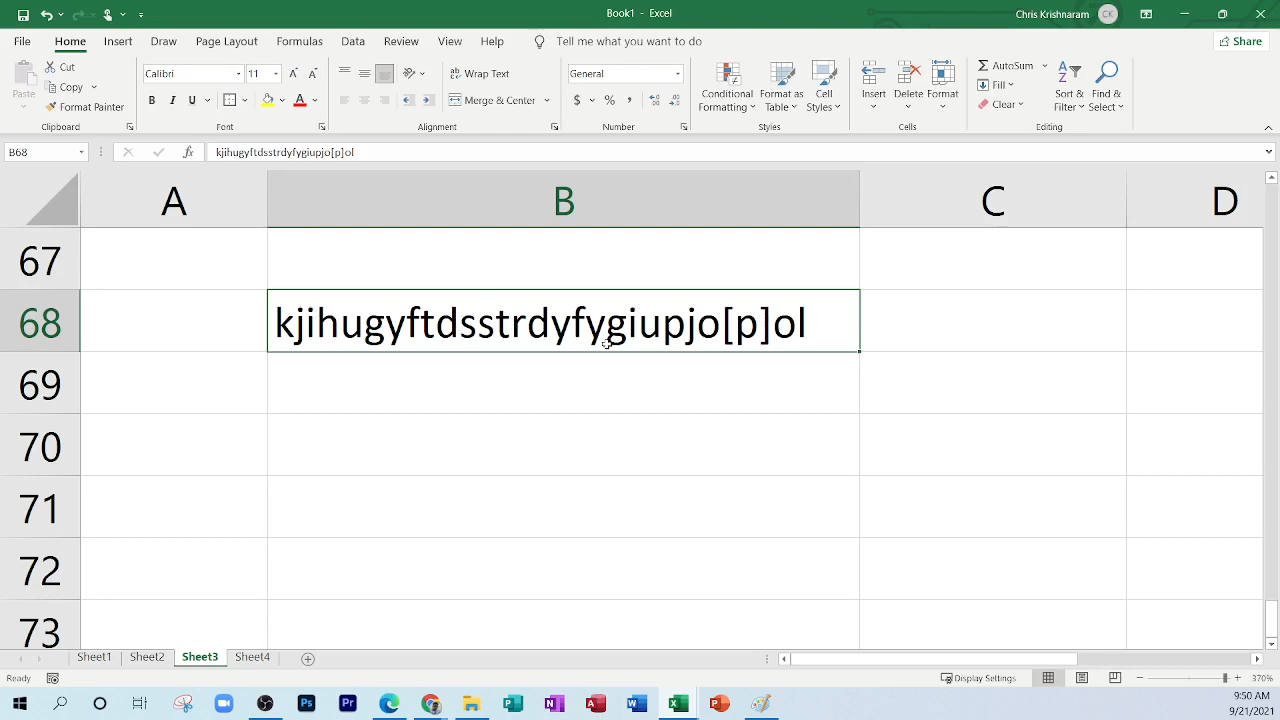 Book1 - Excel
Chris Krishnaram CK
File Home Insert Draw Page Layout Formulas Data Review View Help Tell me what you want to do Share
Paste Cut Copy Format Painter
Calibri 11 B I U A
Wrap Text Merge & Center
General $ % ,
Conditional Formatting Format as Table Cell Styles
Insert Delete Format
AutoSum Fill Clear Sort & Filter Find & Select
Clipboard Font Alignment Number Styles Cells Editing
B68 fx kjihugyftdsstrdyfygiupjo[p]ol
A B C D
67
68 kjihugyftdsstrdyfygiupjo[p]ol
69
70
71
72
73
Sheet1 Sheet2 Sheet3 Sheet4
Ready Display Settings 370%
9:50 AM
9/21/2021